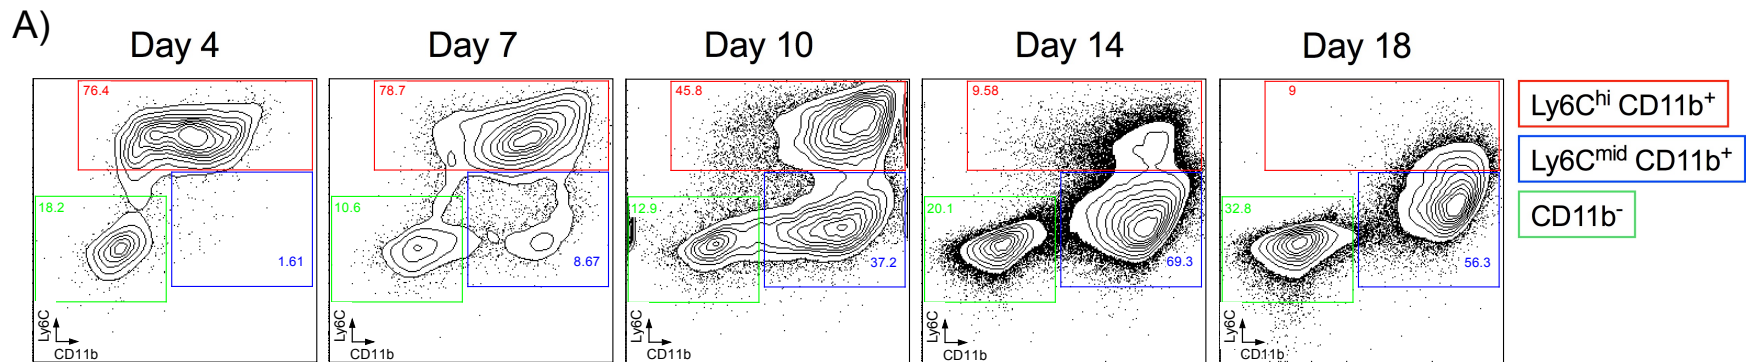 A)
Day 4 Day 7 Day 10 Day 14 Day 18
76.4 78.7 45.8 9.58 9
Ly6Chi CD11b+
Ly6Cmid CD11b+
18.2 10.6 12.9 20.1 32.8
CD11b-
1.61 8.67 37.2 69.3 56.3
Ly6C Ly6C Ly6C Ly6C Ly6C
CD11b CD11b CD11b CD11b CD11b